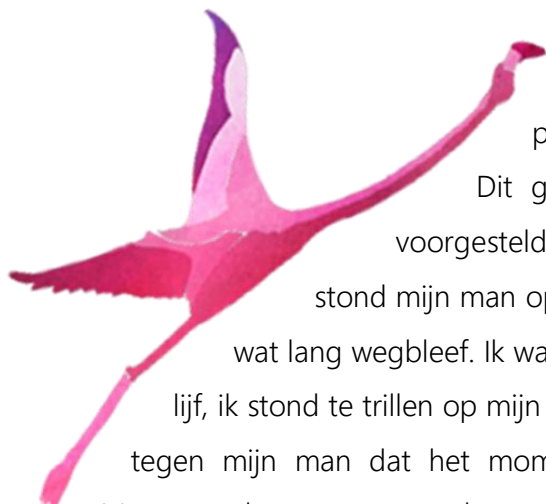 p
Dit g
voorgesteld
stond mijn man op
wat lang wegbleef. Ik wa
lijf, ik stond te trillen op mijn
tegen mijn man dat het mom